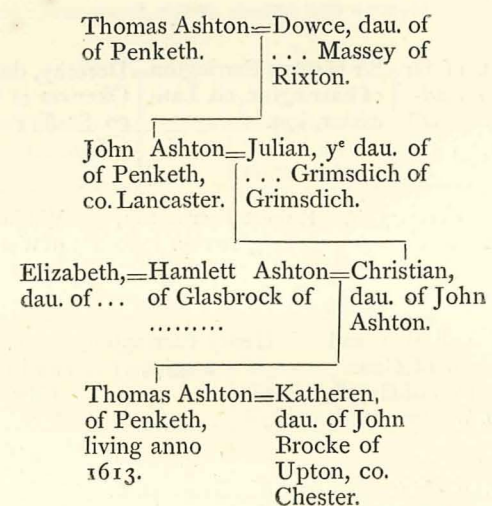 Thomas Ashton=Dowce, dau. of
of Penketh. ... Massey of
Rixton.
John Ashton=Julian, yᵉ dau. of
of Penketh, ... Grimsdich of
co. Lancaster. Grimsdich.
Elizabeth,=Hamlett Ashton=Christian,
dau. of... of Glasbrock of dau. of John
......... Ashton.
Thomas Ashton=Katheren,
of Penketh, dau. of John
living anno Brocke of
1613. Upton, co.
Chester.